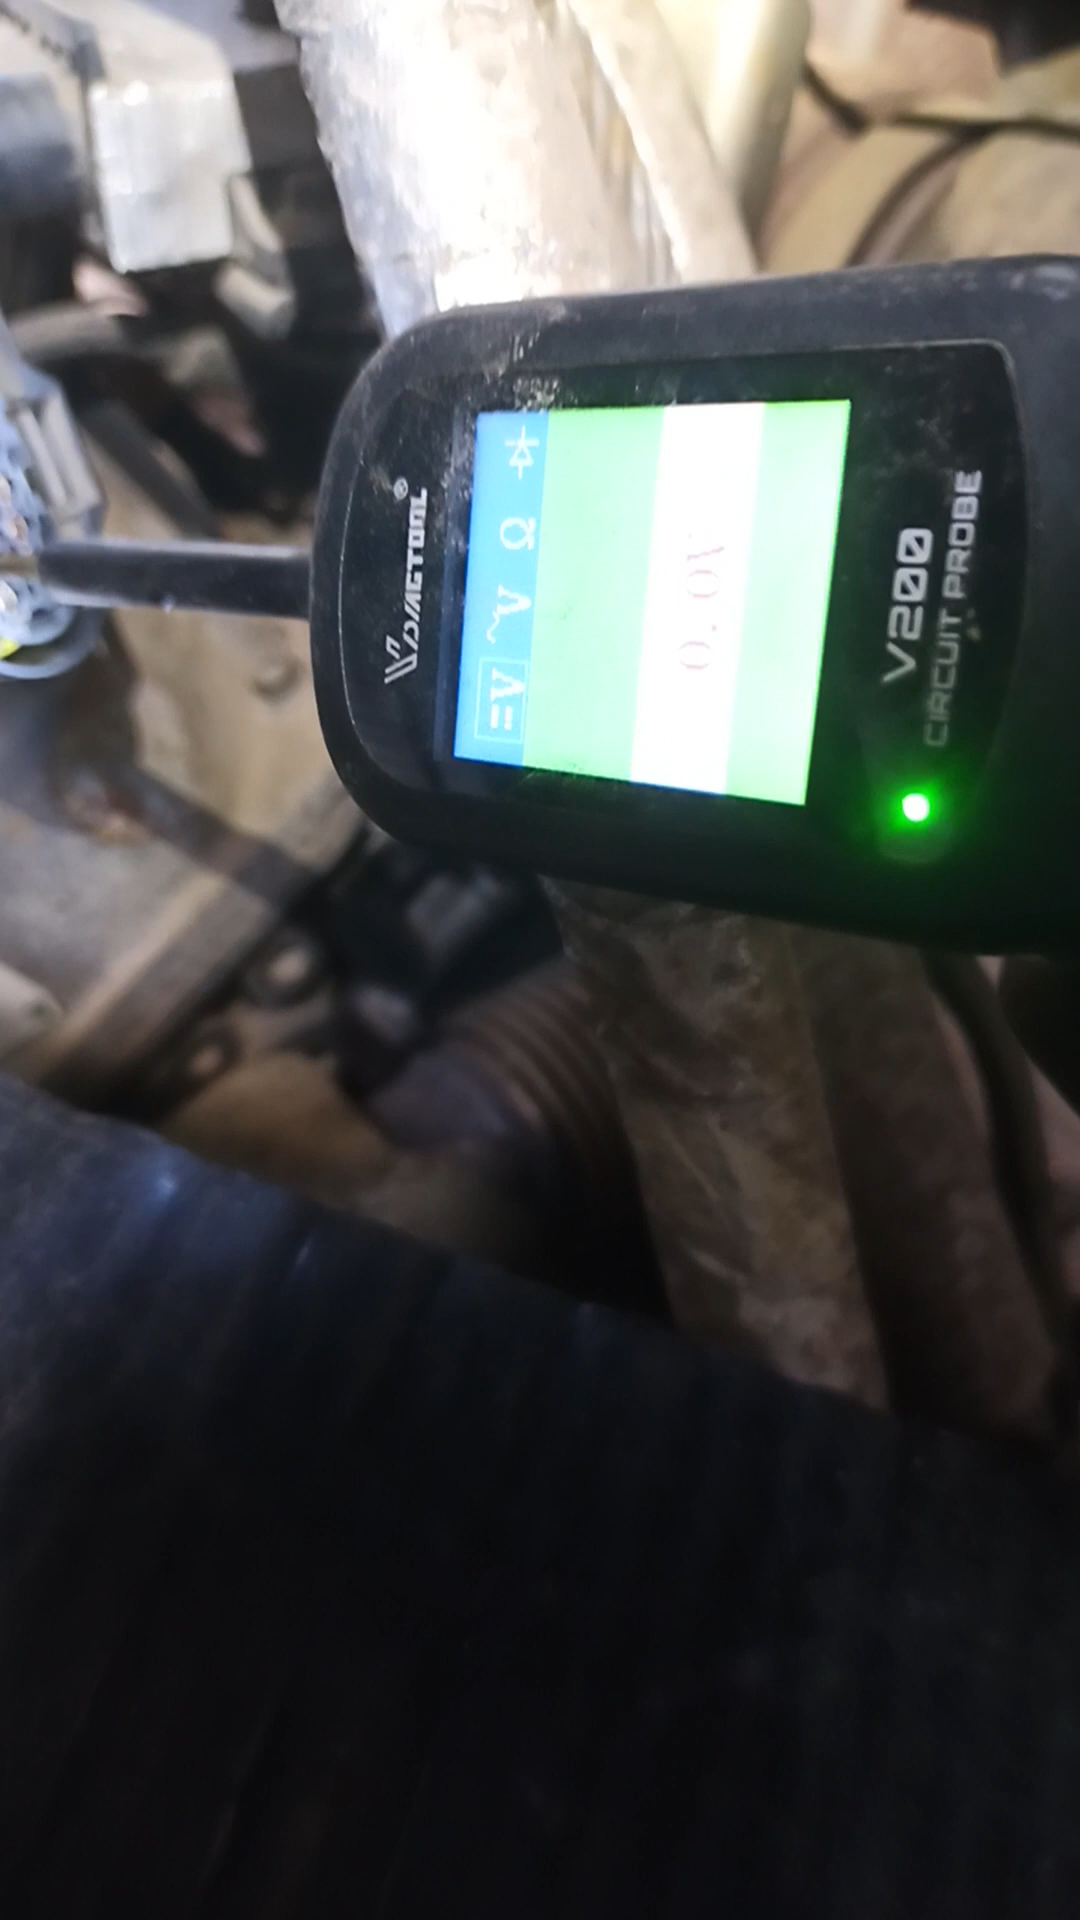 VDIAGTOOL®
⎓V ~V Ω
0.0V
V200
CIRCUIT PROBE